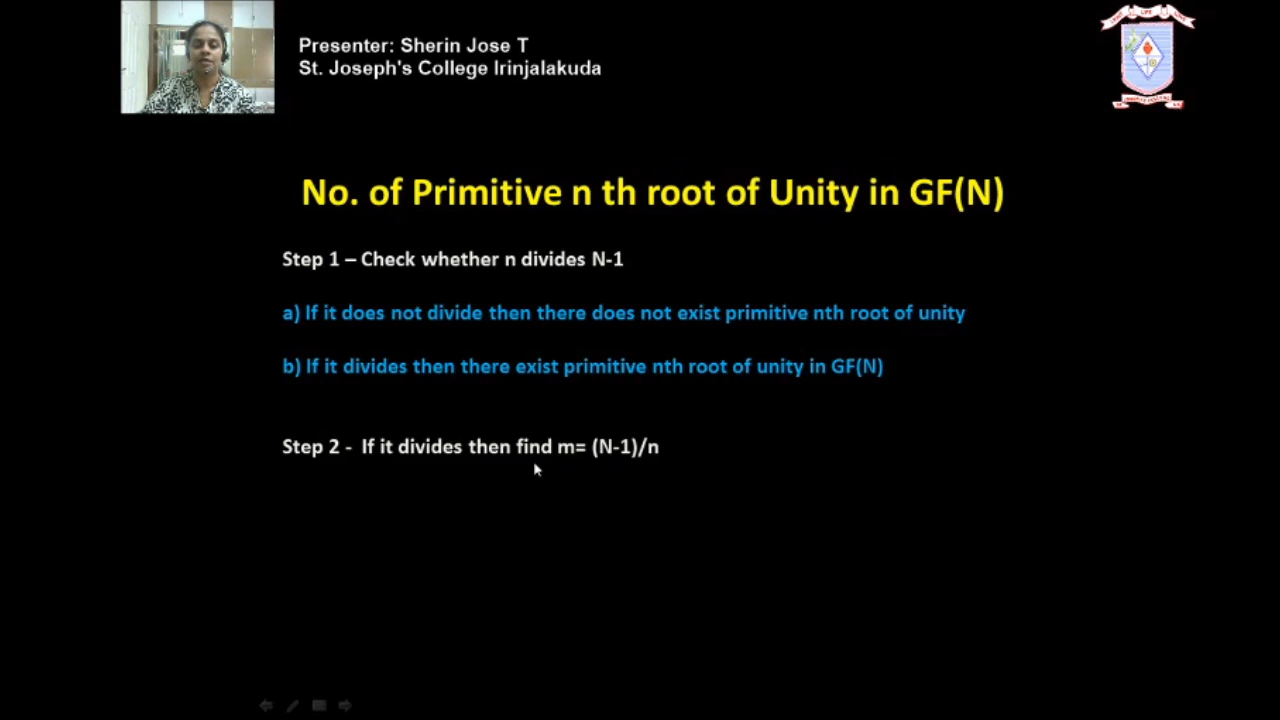 Presenter: Sherin Jose T
St. Joseph's College Irinjalakuda
No. of Primitive n th root of Unity in GF(N)
Step 1 – Check whether n divides N-1
a) If it does not divide then there does not exist primitive nth root of unity
b) If it divides then there exist primitive nth root of unity in GF(N)
Step 2 - If it divides then find m= (N-1)/n